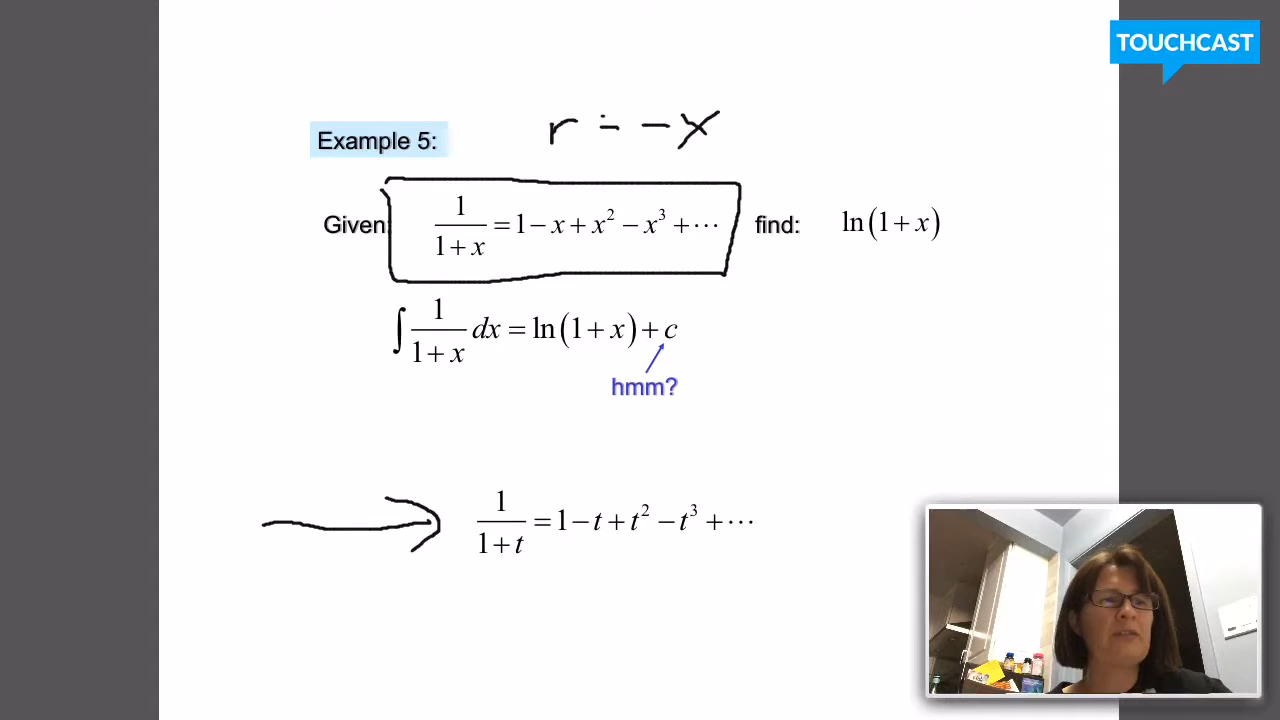 TOUCHCAST
r = -x
Example 5:
Given: 1/(1+x) = 1 − x + x² − x³ + ⋯ find: ln(1+x)
∫ 1/(1+x) dx = ln(1+x) + c
hmm?
1/(1+t) = 1 − t + t² − t³ + ⋯